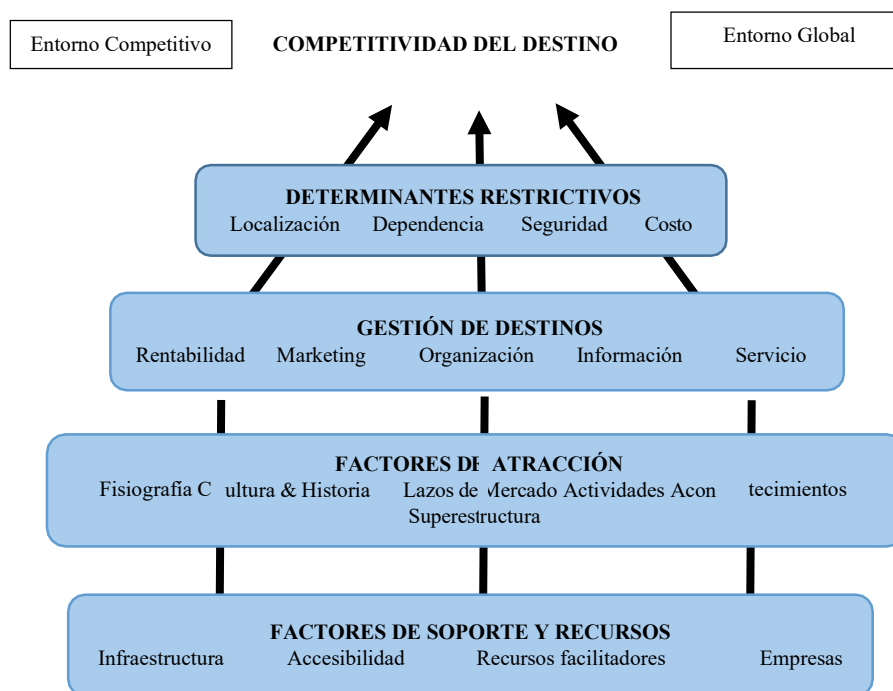 Entorno Competitivo
COMPETITIVIDAD DEL DESTINO
Entorno Global
DETERMINANTES RESTRICTIVOS
Localización Dependencia Seguridad Costo
GESTIÓN DE DESTINOS
Rentabilidad Marketing Organización Información Servicio
FACTORES DE ATRACCIÓN
Fisiografía Cultura & Historia Lazos de Mercado Actividades Acontecimientos
Superestructura
FACTORES DE SOPORTE Y RECURSOS
Infraestructura Accesibilidad Recursos facilitadores Empresas